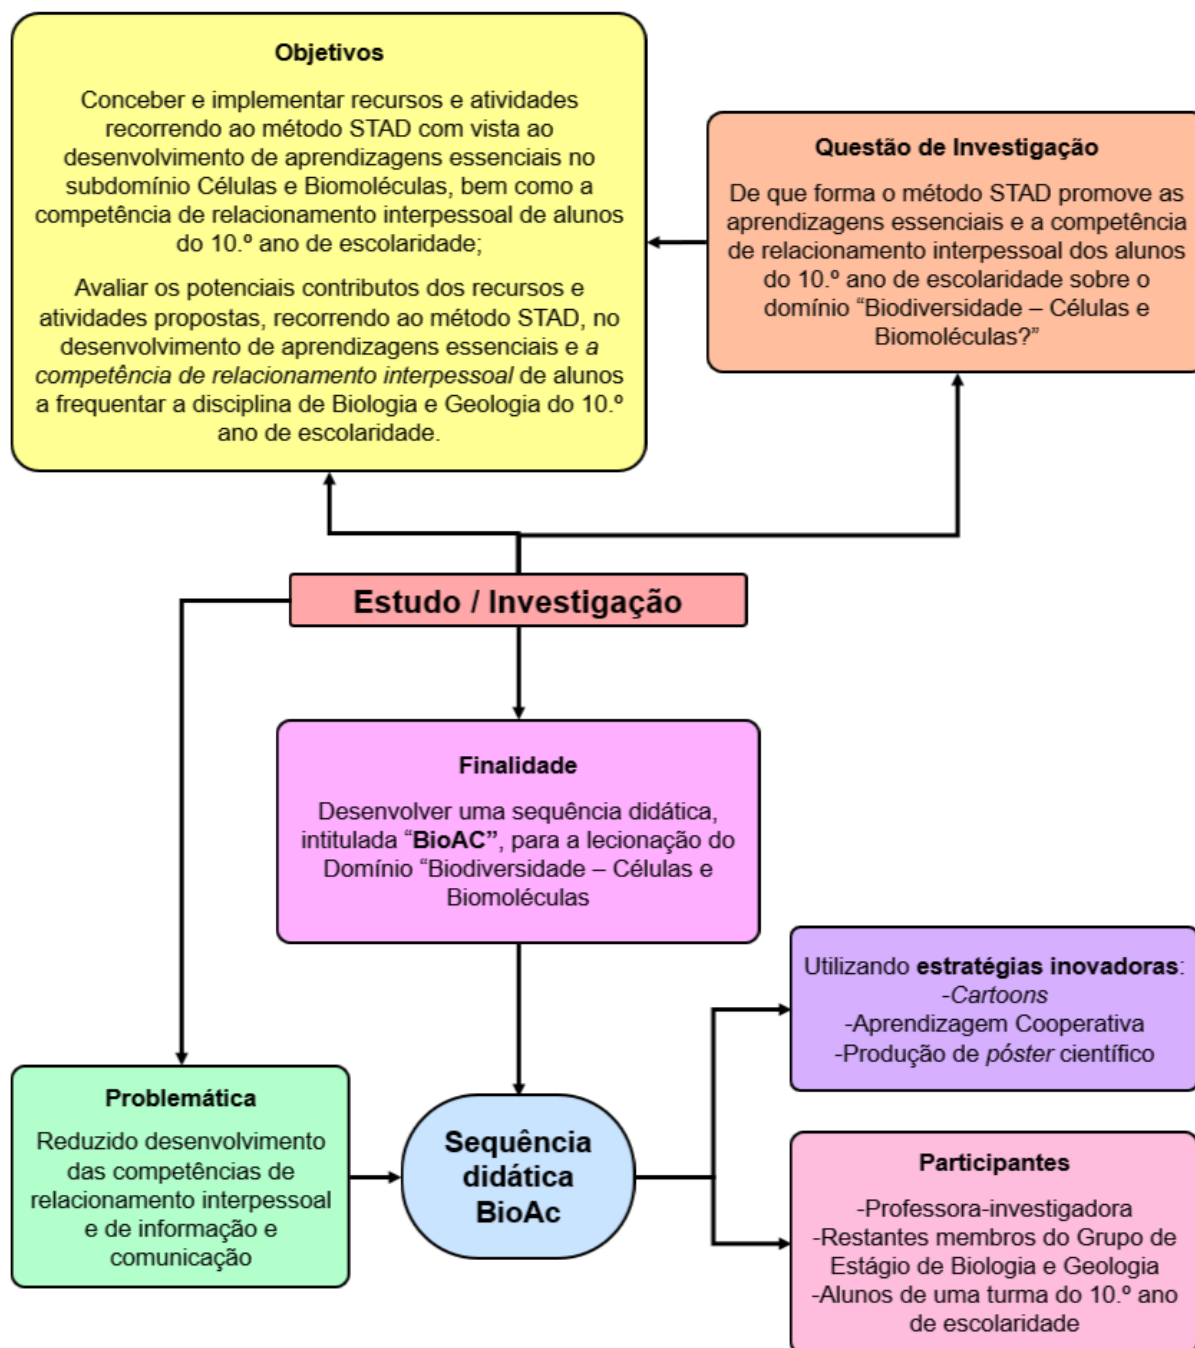 Objetivos
Conceber e implementar recursos e atividades
recorrendo ao método STAD com vista ao
desenvolvimento de aprendizagens essenciais no
subdomínio Células e Biomoléculas, bem como a
competência de relacionamento interpessoal de alunos
do 10.º ano de escolaridade;
Avaliar os potenciais contributos dos recursos e
atividades propostas, recorrendo ao método STAD, no
desenvolvimento de aprendizagens essenciais e a
competência de relacionamento interpessoal de alunos
a frequentar a disciplina de Biologia e Geologia do 10.º
ano de escolaridade.
Questão de Investigação
De que forma o método STAD promove as
aprendizagens essenciais e a competência
de relacionamento interpessoal dos alunos
do 10.º ano de escolaridade sobre o
domínio “Biodiversidade – Células e
Biomoléculas?”
Estudo / Investigação
Finalidade
Desenvolver uma sequência didática,
intitulada “BioAC”, para a lecionação do
Domínio “Biodiversidade – Células e
Biomoléculas
Utilizando estratégias inovadoras:
-Cartoons
-Aprendizagem Cooperativa
-Produção de póster científico
Problemática
Reduzido desenvolvimento
das competências de
relacionamento interpessoal
e de informação e
comunicação
Sequência
didática
BioAc
Participantes
-Professora-investigadora
-Restantes membros do Grupo de
Estágio de Biologia e Geologia
-Alunos de uma turma do 10.º ano
de escolaridade